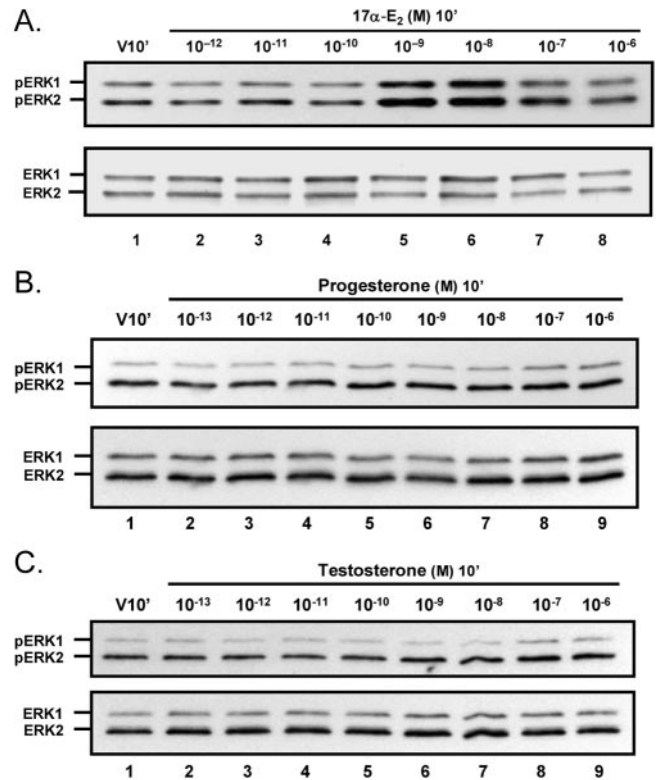 A.
17α-E₂ (M) 10'
V10' 10⁻¹² 10⁻¹¹ 10⁻¹⁰ 10⁻⁹ 10⁻⁸ 10⁻⁷ 10⁻⁶
pERK1
pERK2
ERK1
ERK2
1 2 3 4 5 6 7 8
B.
Progesterone (M) 10'
V10' 10⁻¹³ 10⁻¹² 10⁻¹¹ 10⁻¹⁰ 10⁻⁹ 10⁻⁸ 10⁻⁷ 10⁻⁶
pERK1
pERK2
ERK1
ERK2
1 2 3 4 5 6 7 8 9
C.
Testosterone (M) 10'
V10' 10⁻¹³ 10⁻¹² 10⁻¹¹ 10⁻¹⁰ 10⁻⁹ 10⁻⁸ 10⁻⁷ 10⁻⁶
pERK1
pERK2
ERK1
ERK2
1 2 3 4 5 6 7 8 9